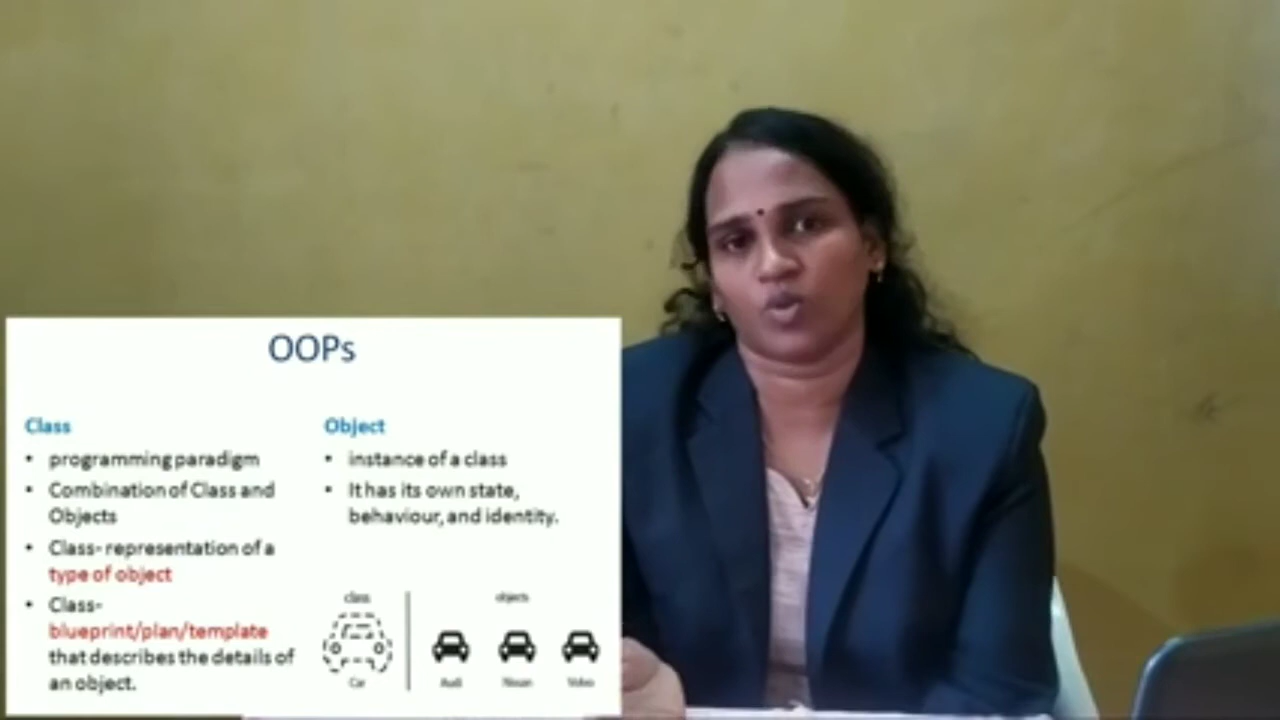 OOPs
Class
• programming paradigm
• Combination of Class and
Objects
• Class- representation of a
type of object
• Class-
blueprint/plan/template
that describes the details of
an object.
Object
• instance of a class
• It has its own state,
behaviour, and identity.
class
Car
objects
Audi
Nissan
Volvo